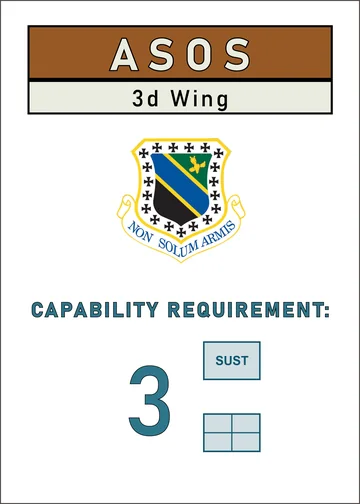 ASOS
3d Wing
NON SOLUM ARMIS
CAPABILITY REQUIREMENT:
3
SUST